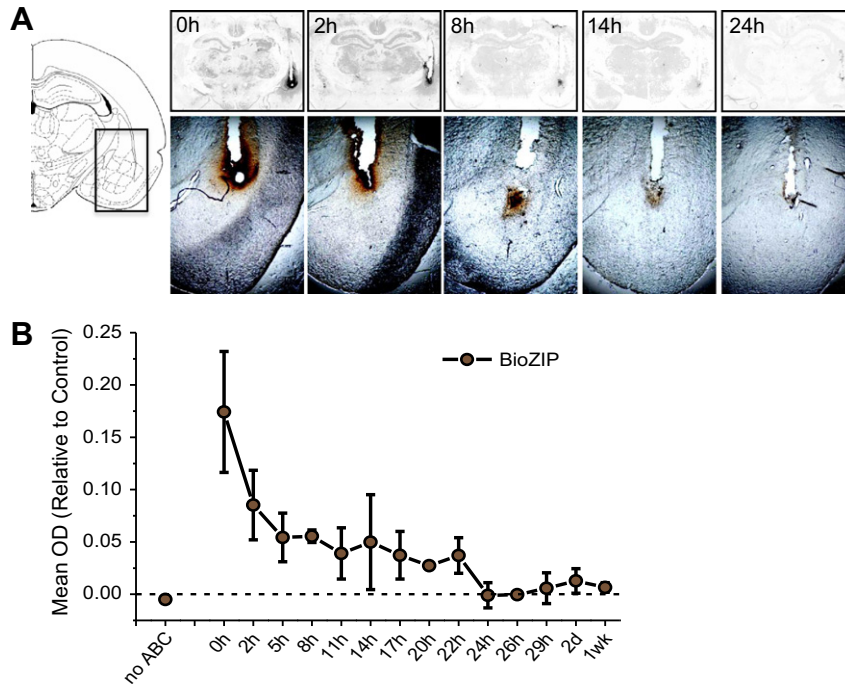 A
0h
2h
8h
14h
24h
B
Mean OD (Relative to Control)
0.25
0.20
0.15
0.10
0.05
0.00
BioZIP
no ABC
0h
2h
5h
8h
11h
14h
17h
20h
22h
24h
26h
29h
2d
1wk